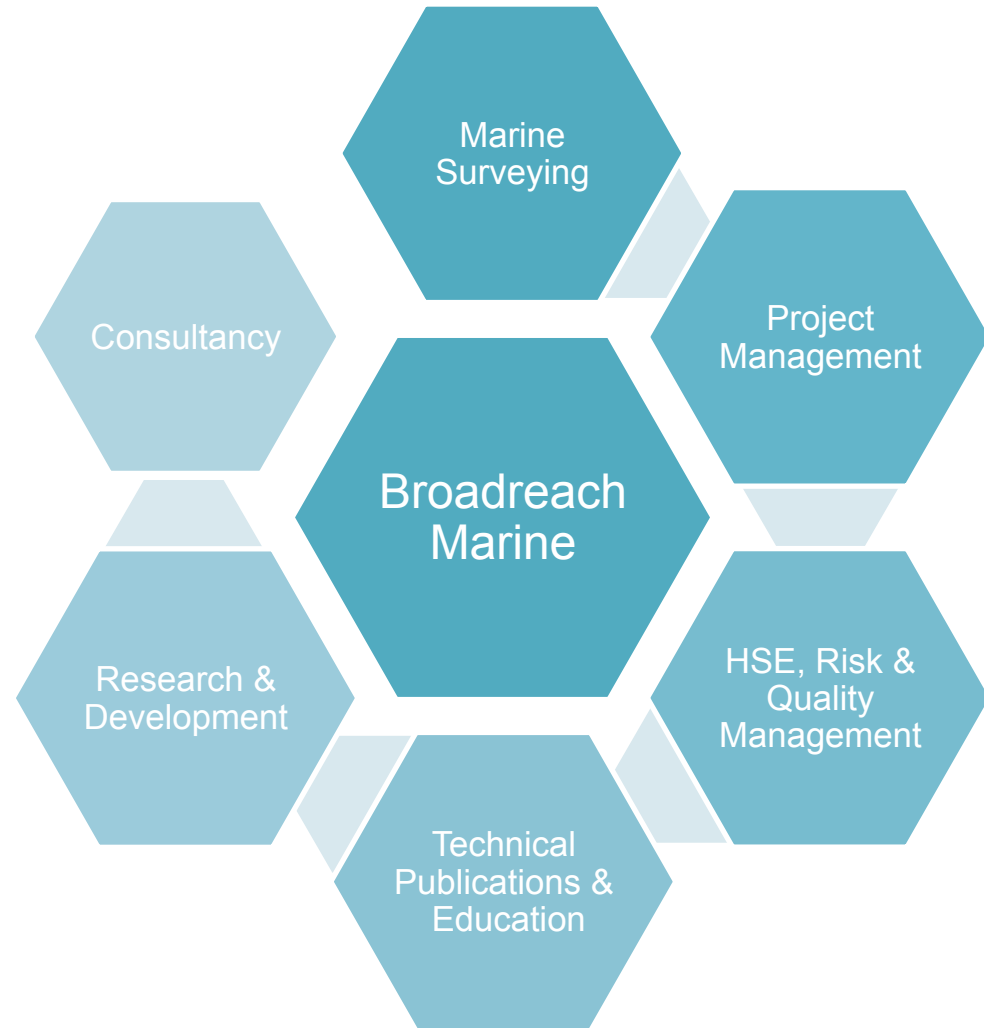 Marine
Surveying
Project
Management
HSE, Risk &
Quality
Management
Technical
Publications &
Education
Research &
Development
Consultancy
Broadreach
Marine